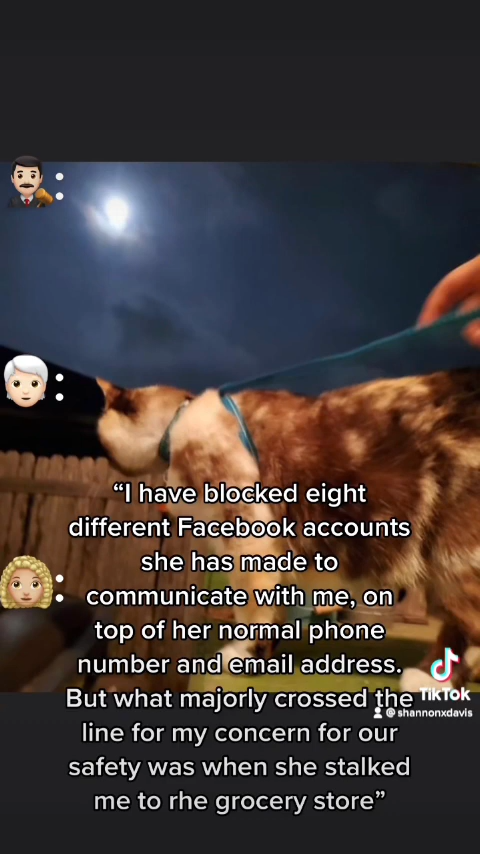 “I have blocked eight
different Facebook accounts
she has made to
communicate with me, on
top of her normal phone
number and email address.
But what majorly crossed the
line for my concern for our
safety was when she stalked
me to rhe grocery store”
TikTok
@shannonxdavis